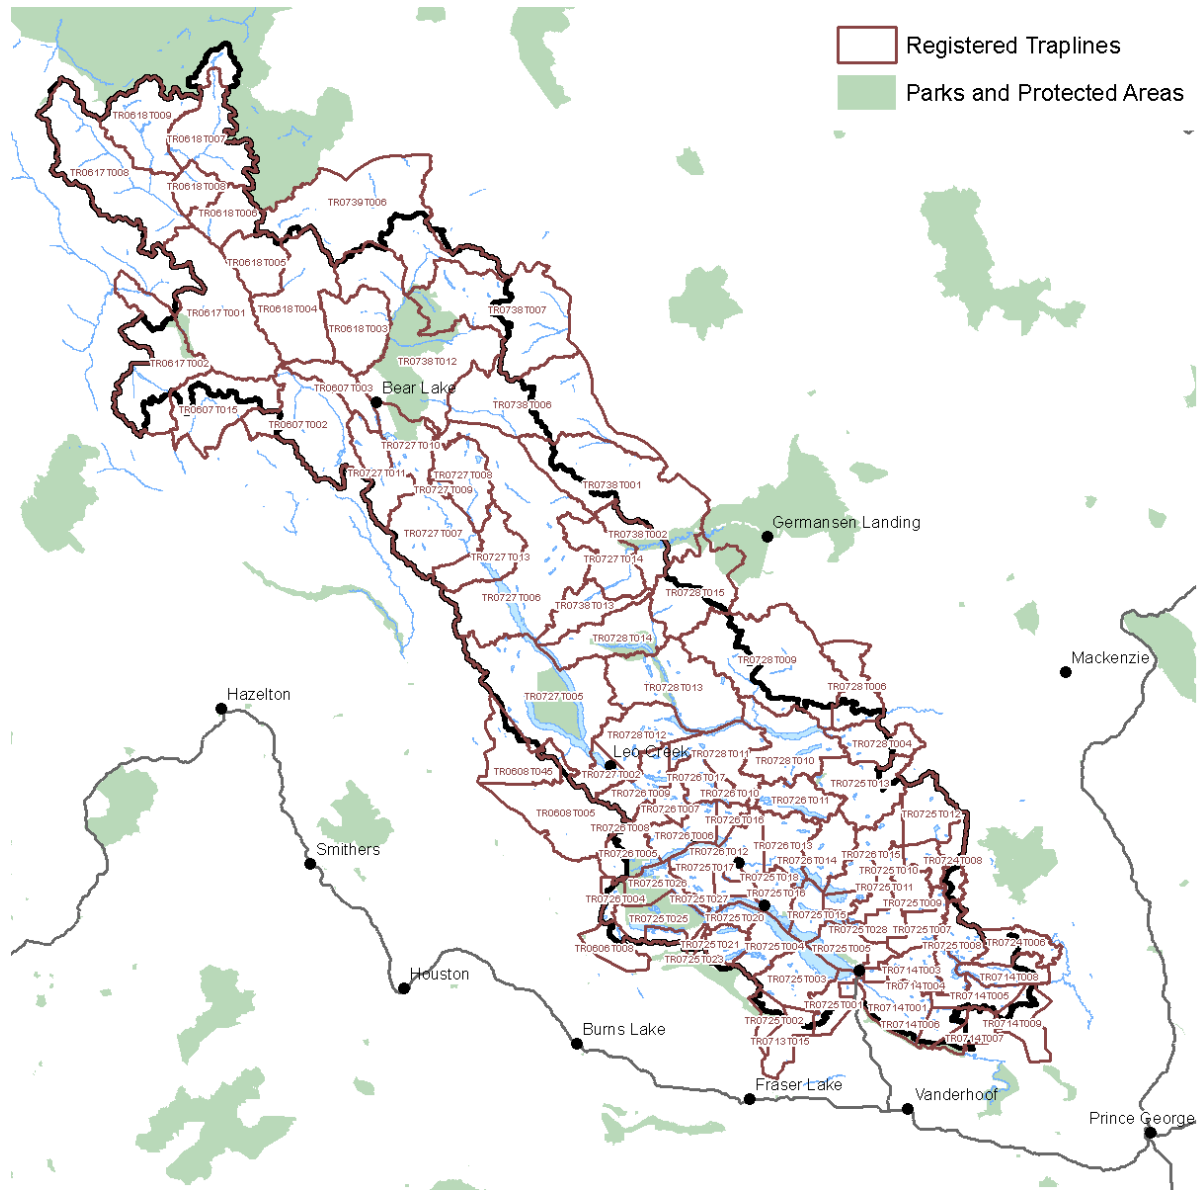 Registered Traplines
Parks and Protected Areas
TR0618T009
TR0618T007
TR0617T008
TR0618T008
TR0739T006
TR0618T006
TR0618T005
TR0617T001
TR0618T004
TR0738T007
TR0618T003
TR0617T002
TR0738T012
TR0607T003
Bear Lake
TR0607T015
TR0738T006
TR0607T002
TR0727T010
TR0727T011
TR0727T008
TR0738T001
TR0727T009
Germansen Landing
TR0727T007
TR0738T002
TR0727T013
TR0727T014
TR0728T015
TR0727T006
TR0738T013
TR0728T014
Mackenzie
TR0728T009
TR0728T013
TR0728T006
Hazelton
TR0727T005
TR0728T012
TR0728T004
Leo Creek
TR0728T011
TR0728T010
TR0608T045
TR0727T002
TR0726T017
TR0725T013
TR0726T009
TR0726T010
TR0726T011
TR0608T005
TR0726T007
TR0725T012
TR0726T016
TR0726T008
TR0726T006
TR0726T013
Smithers
TR0726T005
TR0726T012
TR0726T014
TR0726T015
TR0724T008
TR0725T017
TR0725T010
TR0725T026
TR0725T018
TR0725T011
TR0726T004
TR0725T027
TR0725T016
TR0725T009
TR0725T025
TR0725T020
TR0725T015
TR0725T028
TR0725T007
TR0606T008
TR0725T021
TR0725T004
TR0725T005
TR0725T008
TR0724T006
TR0725T023
Houston
TR0725T003
TR0714T003
TR0714T008
TR0714T004
TR0714T005
TR0725T001
TR0714T001
TR0725T002
TR0714T006
TR0714T009
Burns Lake
TR0713T015
TR0714T007
Fraser Lake
Vanderhoof
Prince George